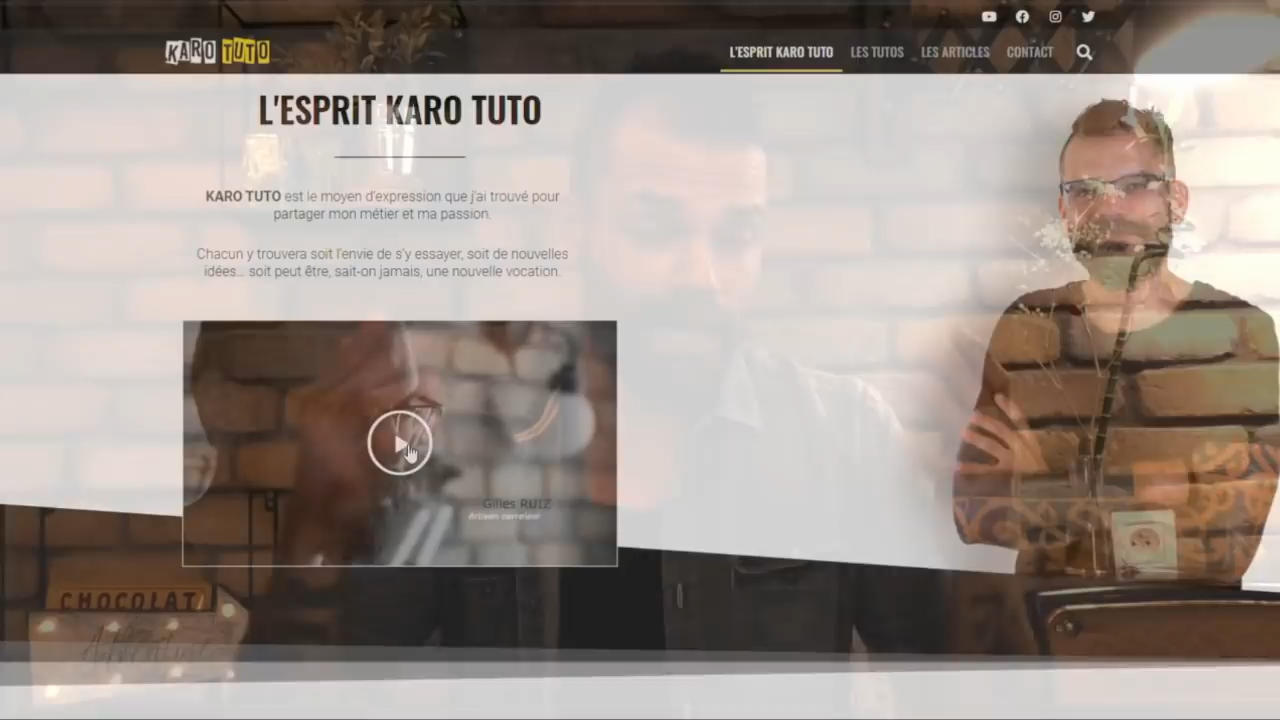 KARO TUTO
L'ESPRIT KARO TUTO
LES TUTOS
LES ARTICLES
CONTACT
L'ESPRIT KARO TUTO
KARO TUTO est le moyen d'expression que j'ai trouvé pour
partager mon métier et ma passion.
Chacun y trouvera soit l'envie de s'y essayer, soit de nouvelles
idées... soit peut être, sait-on jamais, une nouvelle vocation.
Gilles RUIZ
Artisan carreleur
CHOCOLAT